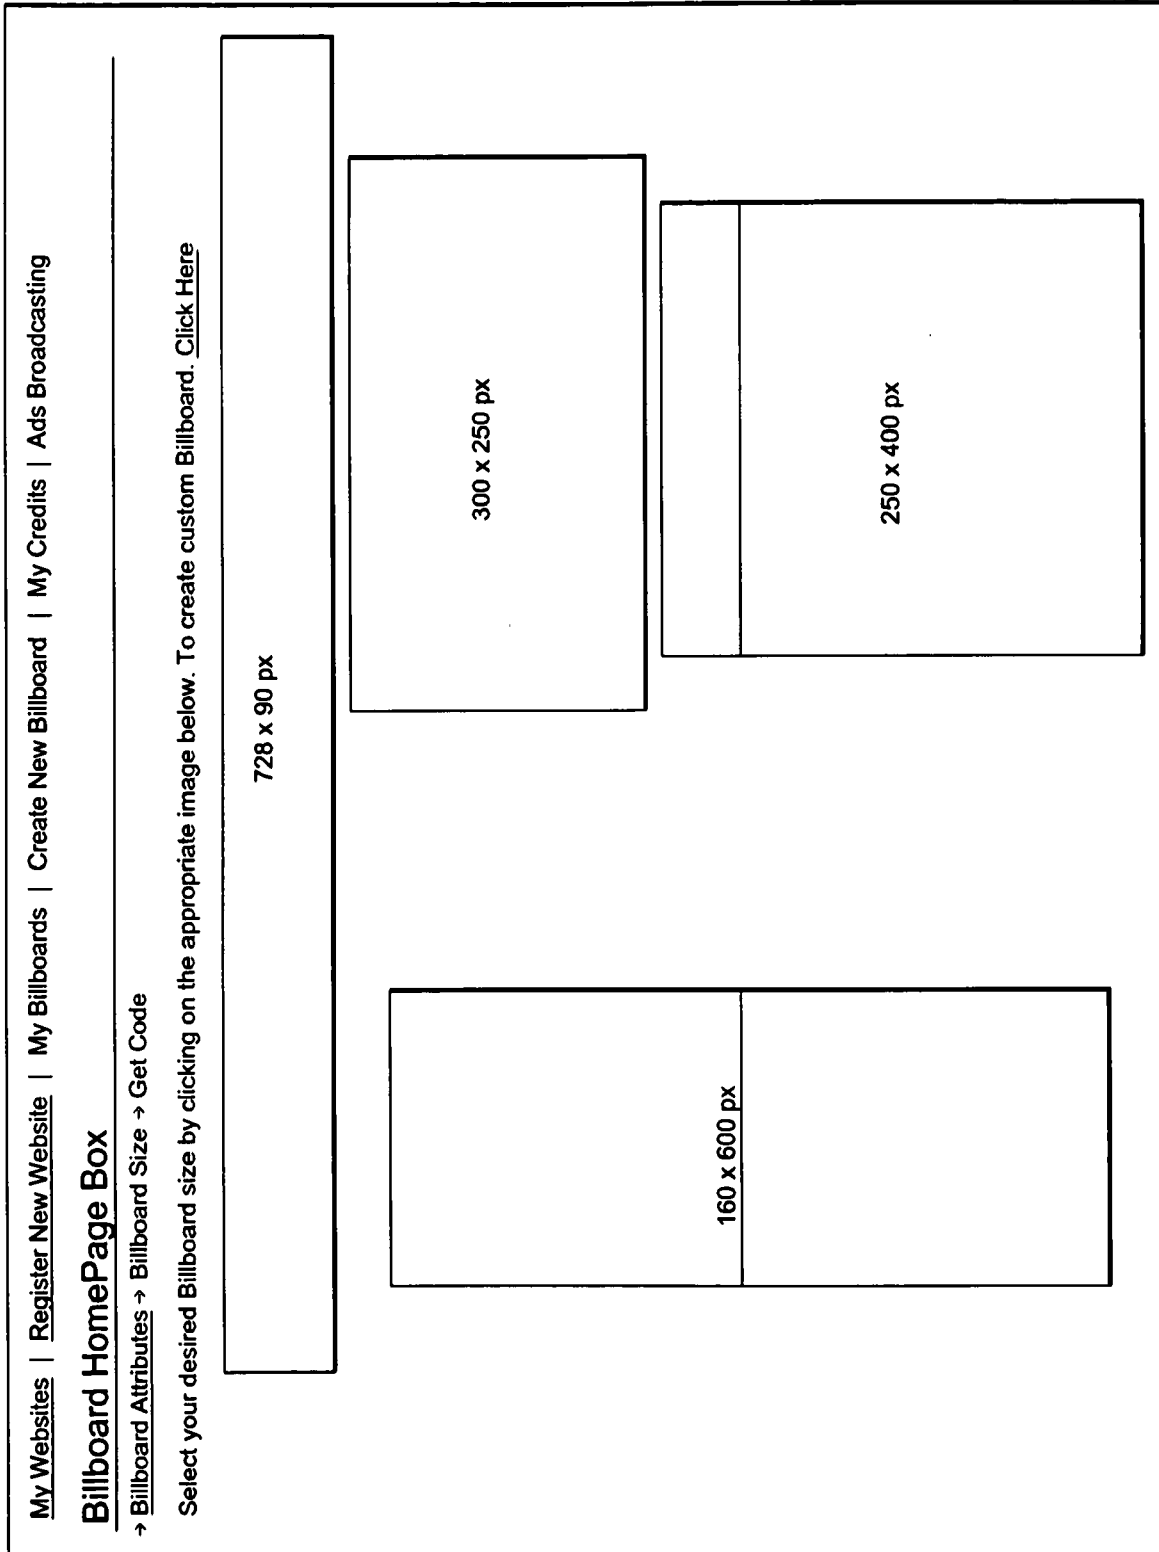 My Websites | Register New Website | My Billboards | Create New Billboard | My Credits | Ads Broadcasting
Billboard HomePage Box
→ Billboard Attributes → Billboard Size → Get Code
Select your desired Billboard size by clicking on the appropriate image below. To create custom Billboard. Click Here
728 x 90 px
160 x 600 px
300 x 250 px
250 x 400 px